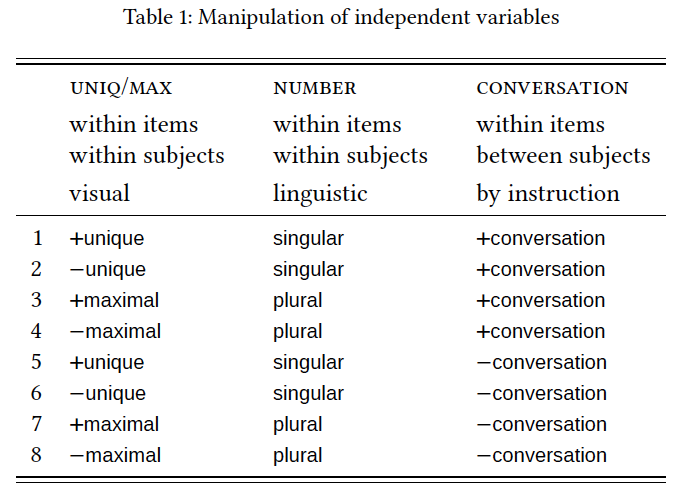 Table 1: Manipulation of independent variables
UNIQ/MAX NUMBER CONVERSATION
within items within items within items
within subjects within subjects between subjects
visual linguistic by instruction
1 +unique singular +conversation
2 −unique singular +conversation
3 +maximal plural +conversation
4 −maximal plural +conversation
5 +unique singular −conversation
6 −unique singular −conversation
7 +maximal plural −conversation
8 −maximal plural −conversation